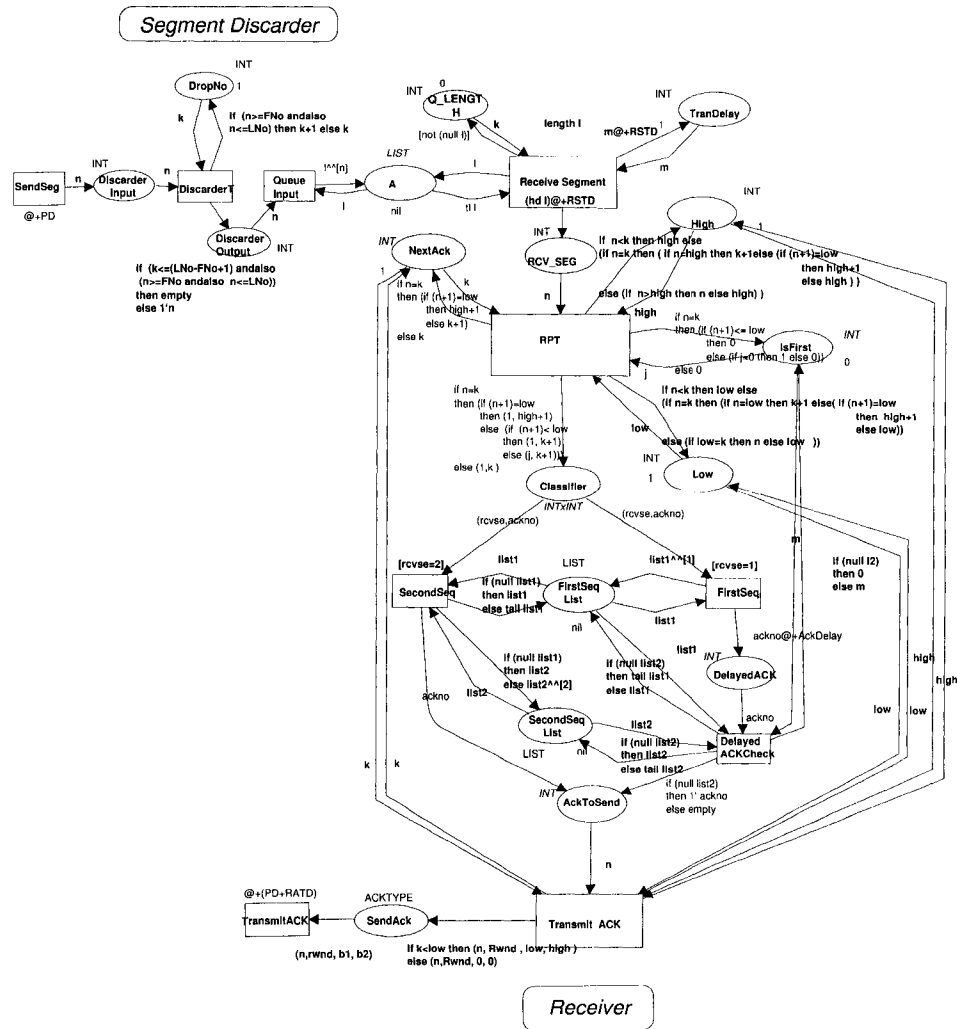 Segment Discarder
INT
DropNo
1
k
If (n>=FNo andalso
n<=LNo) then k+1 else k
SendSeg
@+PD
n
INT
Discarder
Input
n
DiscarderT
Discarder
Output
INT
n
Queue
Input
l^^[n]
l
LIST
A
nil
l
tl l
If (k<=(LNo-FNo+1) andalso
(n>=FNo andalso n<=LNo))
then empty
else 1'n
0
INT
Q_LENGT
H
[not (null l)]
k
length l
Receive Segment
(hd l)@+RSTD
m@+RSTD
1
m
INT
TranDelay
INT
RCV_SEG
n
INT
High
1
If n<k then high else
(if n=k then ( if n=high then k+1else (if (n+1)=low
then high+1
else high ) )
else (if n>high then n else high) )
high
INT
NextAck
1
k
if n=k
then (if (n+1)=low
then high+1
else k+1)
else k
RPT
if n=k
then (if (n+1)<= low
then 0
else (if j=0 then 1 else 0))
else 0
j
INT
IsFirst
0
If n<k then low else
(if n=k then (if n=low then k+1 else( if (n+1)=low
then high+1
else low))
else (if low=k then n else low ))
low
INT
1
Low
if n=k
then (if (n+1)=low
then (1, high+1)
else (if (n+1)< low
then (1, k+1)
else (j, k+1)))
else (1,k )
Classifier
INTxINT
(rcvse,ackno)
(rcvse,ackno)
[rcvse=2]
SecondSeq
list1
if (null list1)
then list1
else tail list1
LIST
FirstSeq
List
nil
list1^^[1]
list1
[rcvse=1]
FirstSeq
m
if (null l2)
then 0
else m
ackno@+AckDelay
INT
DelayedACK
ackno
list1
if (null list2)
then tail list1
else list1
if (null list1)
then list2
else list2^^[2]
list2
ackno
SecondSeq
List
LIST
nil
list2
if (null list2)
then list2
else tail list2
Delayed
ACKCheck
if (null list2)
then 1' ackno
else empty
INT
AckToSend
n
k
k
low
low
high
high
Transmit ACK
@+(PD+RATD)
TransmitACK
ACKTYPE
SendAck
(n,rwnd, b1, b2)
If k<low then (n, Rwnd , low, high )
else (n,Rwnd, 0, 0)
Receiver